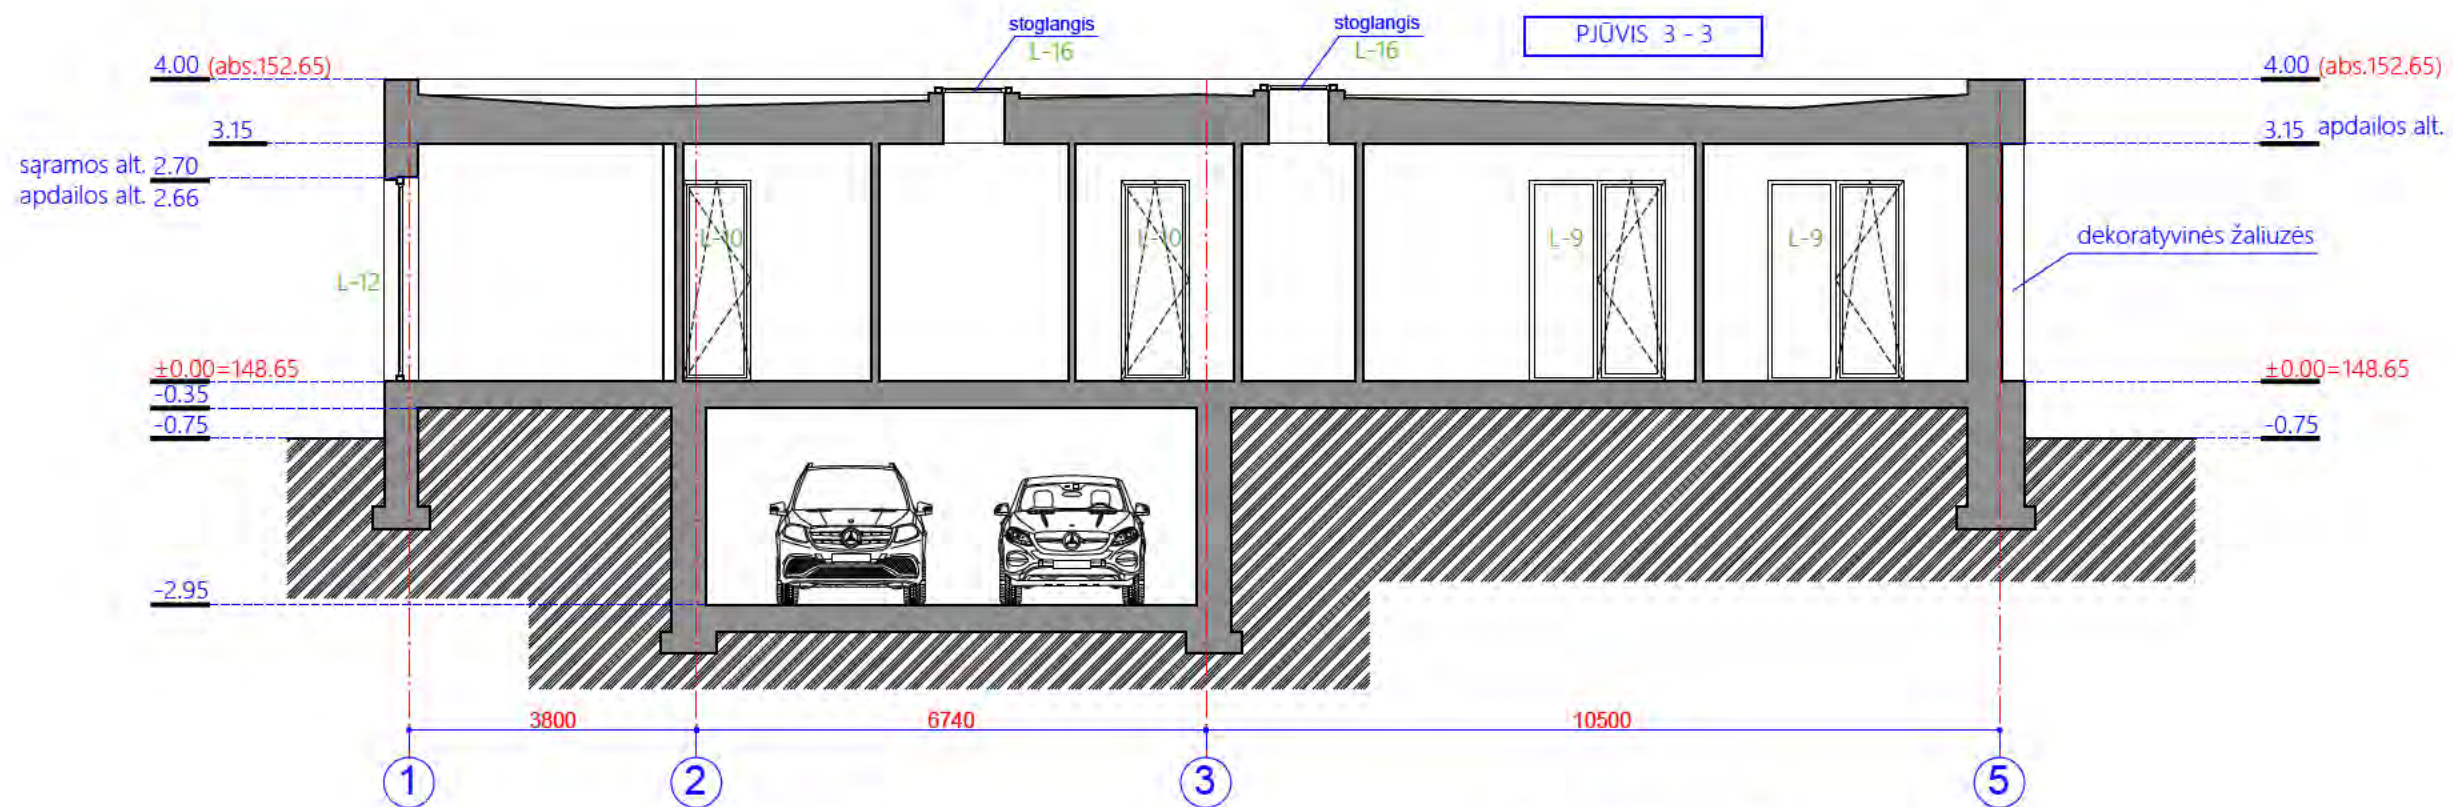 stoglangis
L-16
stoglangis
L-16
PJŪVIS 3 - 3
4.00 (abs.152.65)
4.00 (abs.152.65)
3.15
3.15 apdailos alt.
sąramos alt. 2.70
apdailos alt. 2.66
L-10
L-10
L-9
L-9
dekoratyvinės žaliuzės
L-12
±0.00=148.65
±0.00=148.65
-0.35
-0.75
-0.75
-2.95
3800
6740
10500
1
2
3
5